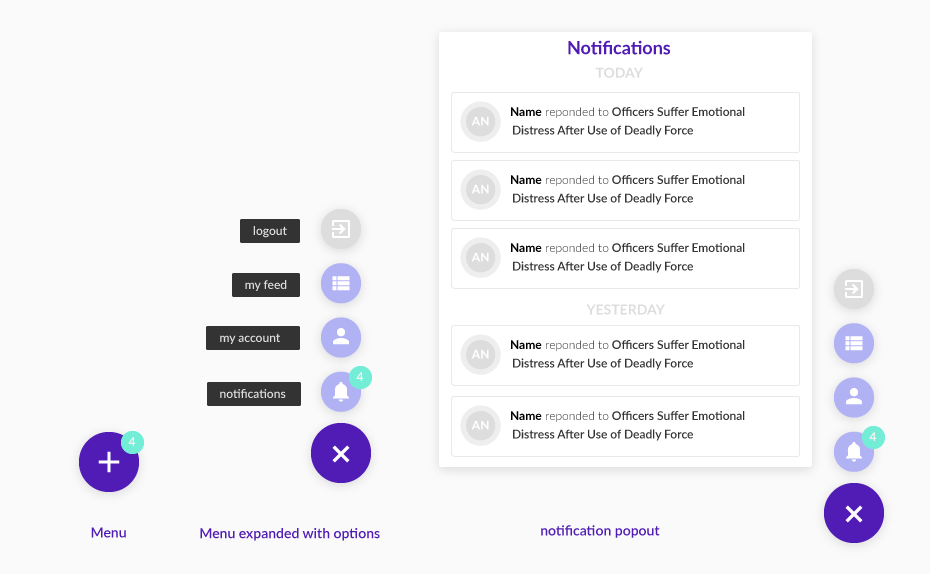 Notifications
TODAY
AN
Name reponded to Officers Suffer Emotional
Distress After Use of Deadly Force
AN
Name reponded to Officers Suffer Emotional
Distress After Use of Deadly Force
AN
Name reponded to Officers Suffer Emotional
Distress After Use of Deadly Force
YESTERDAY
AN
Name reponded to Officers Suffer Emotional
Distress After Use of Deadly Force
AN
Name reponded to Officers Suffer Emotional
Distress After Use of Deadly Force
logout
my feed
my account
notifications
4
4
4
Menu
Menu expanded with options
notification popout